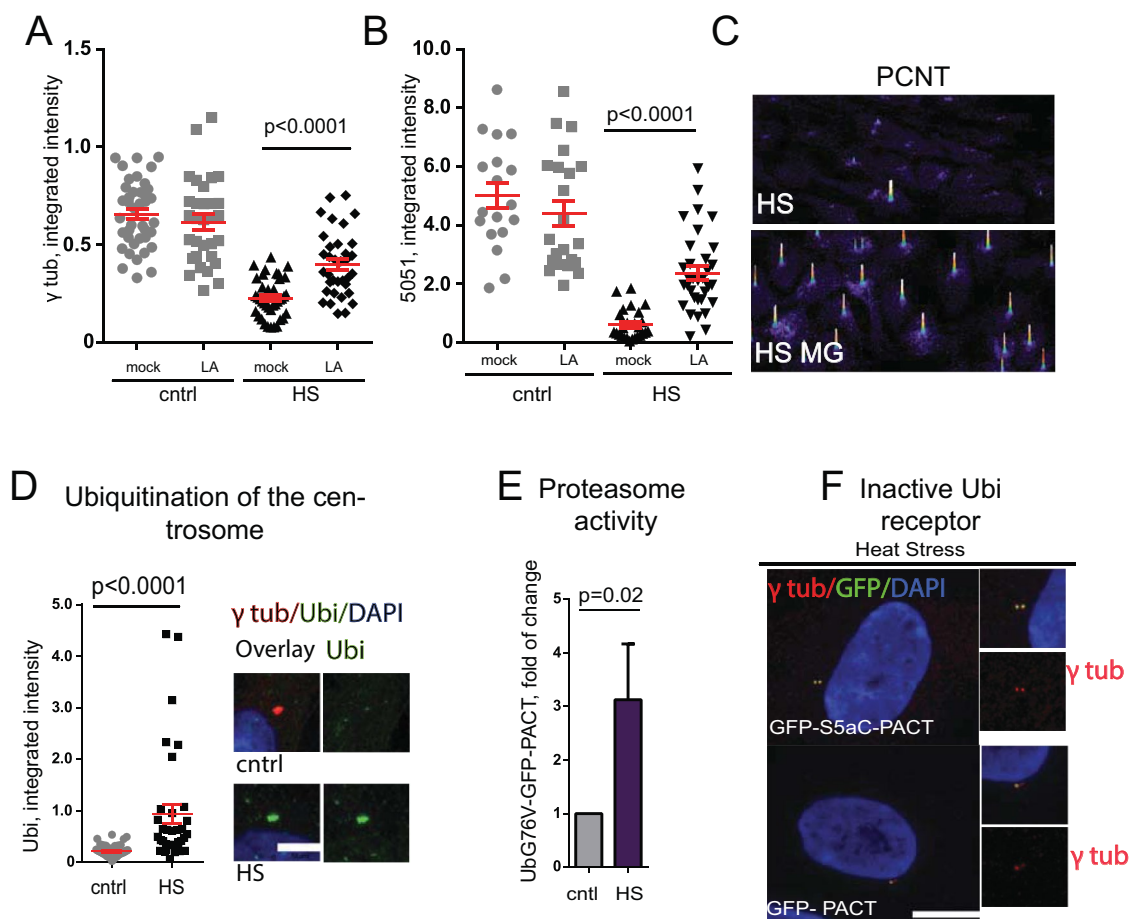 A
γ tub, integrated intensity
1.5
1.0
0.5
0
p<0.0001
mock LA mock LA
cntrl HS
B
5051, integrated intensity
10.0
8.0
6.0
4.0
2.0
0
p<0.0001
mock LA mock LA
cntrl HS
C
PCNT
HS
HS MG
D Ubiquitination of the cen-
trosome
p<0.0001
Ubi, integrated intensity
5.0
4.0
3.0
2.0
1.0
0
cntrl HS
γ tub/Ubi/DAPI
Overlay Ubi
cntrl
HS
E Proteasome
activity
UbG76V-GFP-PACT, fold of change
p=0.02
5
4
3
2
1
0
cntl HS
F Inactive Ubi
receptor
Heat Stress
γ tub/GFP/DAPI
γ tub
GFP-S5aC-PACT
γ tub
GFP- PACT